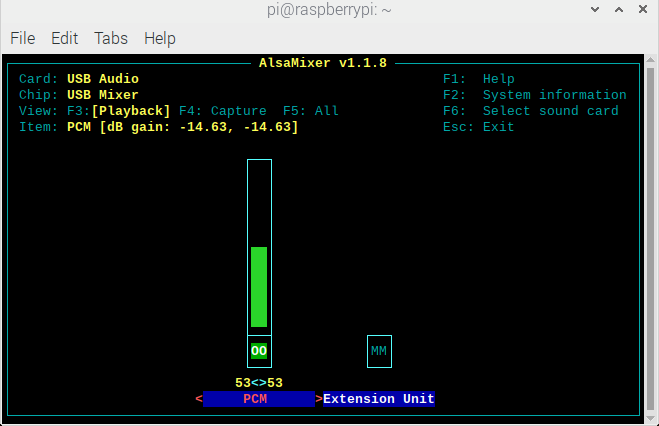 pi@raspberrypi: ~
File Edit Tabs Help
AlsaMixer v1.1.8
Card: USB Audio F1: Help
Chip: USB Mixer F2: System information
View: F3:[Playback] F4: Capture F5: All F6: Select sound card
Item: PCM [dB gain: -14.63, -14.63] Esc: Exit
OO MM
53<>53
< PCM >Extension Unit